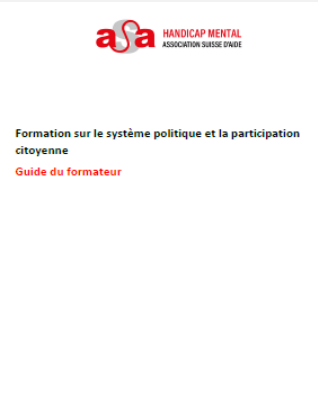 asa HANDICAP MENTAL
ASSOCIATION SUISSE D'AIDE
Formation sur le système politique et la participation
citoyenne
Guide du formateur